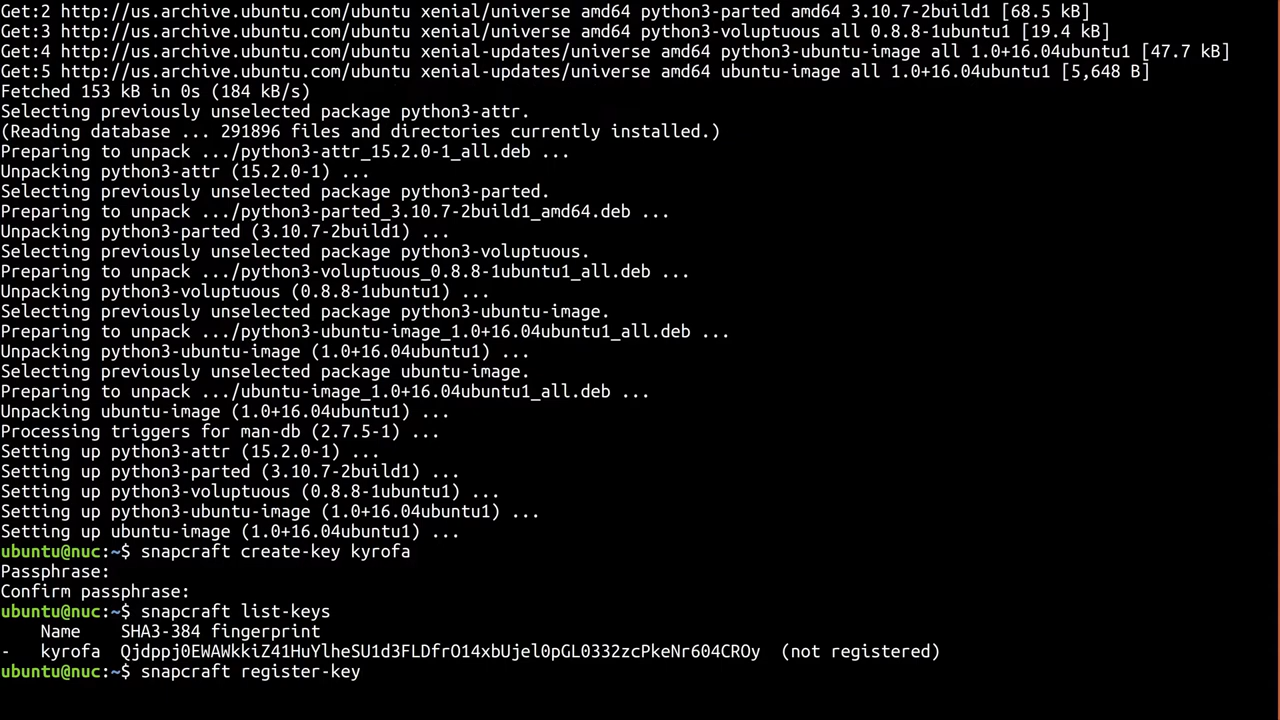 Get:2 http://us.archive.ubuntu.com/ubuntu xenial/universe amd64 python3-parted amd64 3.10.7-2build1 [68.5 kB]
Get:3 http://us.archive.ubuntu.com/ubuntu xenial/universe amd64 python3-voluptuous all 0.8.8-1ubuntu1 [19.4 kB]
Get:4 http://us.archive.ubuntu.com/ubuntu xenial-updates/universe amd64 python3-ubuntu-image all 1.0+16.04ubuntu1 [47.7 kB]
Get:5 http://us.archive.ubuntu.com/ubuntu xenial-updates/universe amd64 ubuntu-image all 1.0+16.04ubuntu1 [5,648 B]
Fetched 153 kB in 0s (184 kB/s)
Selecting previously unselected package python3-attr.
(Reading database ... 291896 files and directories currently installed.)
Preparing to unpack .../python3-attr_15.2.0-1_all.deb ...
Unpacking python3-attr (15.2.0-1) ...
Selecting previously unselected package python3-parted.
Preparing to unpack .../python3-parted_3.10.7-2build1_amd64.deb ...
Unpacking python3-parted (3.10.7-2build1) ...
Selecting previously unselected package python3-voluptuous.
Preparing to unpack .../python3-voluptuous_0.8.8-1ubuntu1_all.deb ...
Unpacking python3-voluptuous (0.8.8-1ubuntu1) ...
Selecting previously unselected package python3-ubuntu-image.
Preparing to unpack .../python3-ubuntu-image_1.0+16.04ubuntu1_all.deb ...
Unpacking python3-ubuntu-image (1.0+16.04ubuntu1) ...
Selecting previously unselected package ubuntu-image.
Preparing to unpack .../ubuntu-image_1.0+16.04ubuntu1_all.deb ...
Unpacking ubuntu-image (1.0+16.04ubuntu1) ...
Processing triggers for man-db (2.7.5-1) ...
Setting up python3-attr (15.2.0-1) ...
Setting up python3-parted (3.10.7-2build1) ...
Setting up python3-voluptuous (0.8.8-1ubuntu1) ...
Setting up python3-ubuntu-image (1.0+16.04ubuntu1) ...
Setting up ubuntu-image (1.0+16.04ubuntu1) ...
ubuntu@nuc:~$ snapcraft create-key kyrofa
Passphrase:
Confirm passphrase:
ubuntu@nuc:~$ snapcraft list-keys
Name SHA3-384 fingerprint
- kyrofa Qjdppj0EWAWkkiZ41HuYlheSU1d3FLDfrO14xbUjel0pGL0332zcPkeNr604CROy (not registered)
ubuntu@nuc:~$ snapcraft register-key